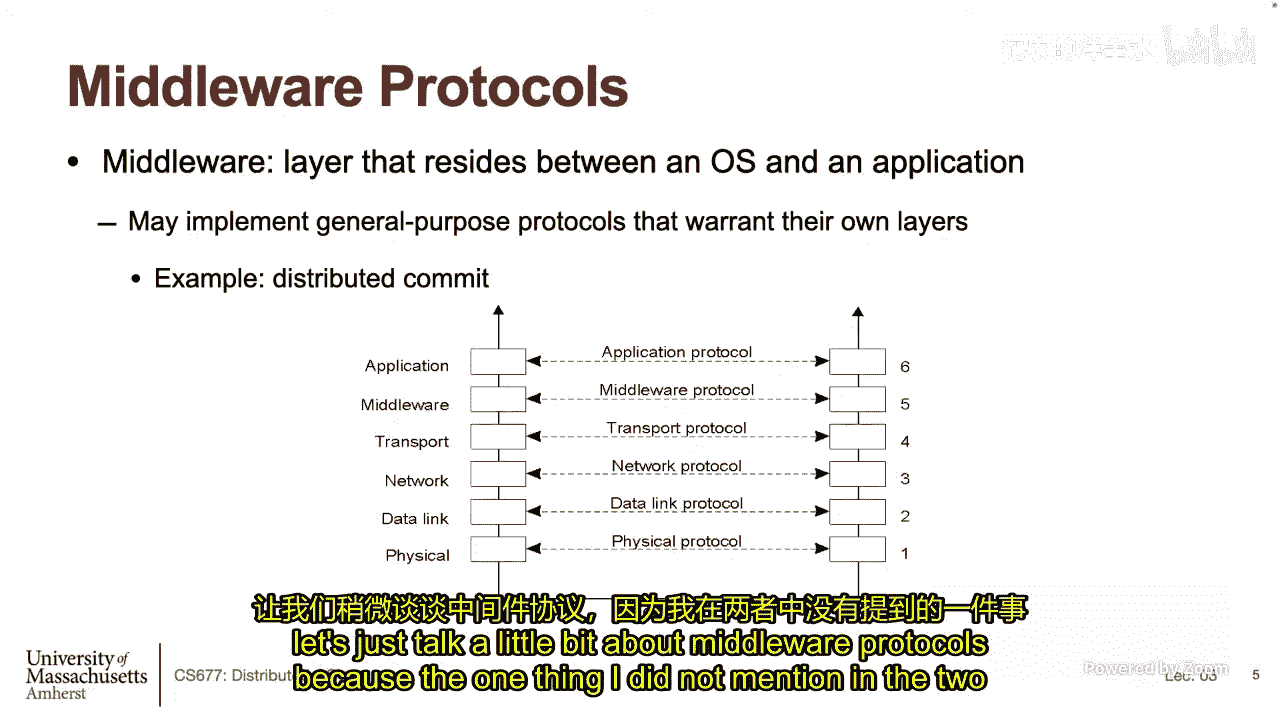 Middleware Protocols
• Middleware: layer that resides between an OS and an application
– May implement general-purpose protocols that warrant their own layers
• Example: distributed commit
Application
Application protocol
6
Middleware
Middleware protocol
5
Transport
Transport protocol
4
Network
Network protocol
3
Data link
Data link protocol
2
Physical
Physical protocol
1
让我们稍微谈谈中间件协议，因为我在两者中没有提到的一件事
let's just talk a little bit about middleware protocols
because the one thing I did not mention in the two
University of
Massachusetts
Amherst
CS677: Distribut
Powered by Zoom
Lec. 03
5